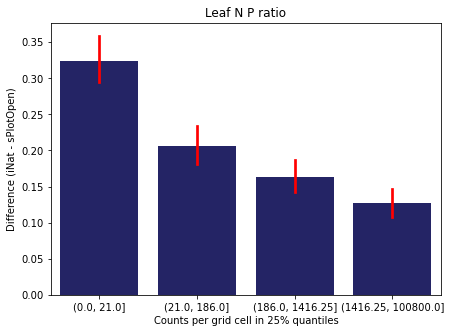 Leaf N P ratio
Difference (iNat - sPlotOpen)
0.35
0.30
0.25
0.20
0.15
0.10
0.05
0.00
(0.0, 21.0] (21.0, 186.0] (186.0, 1416.25] (1416.25, 100800.0]
Counts per grid cell in 25% quantiles